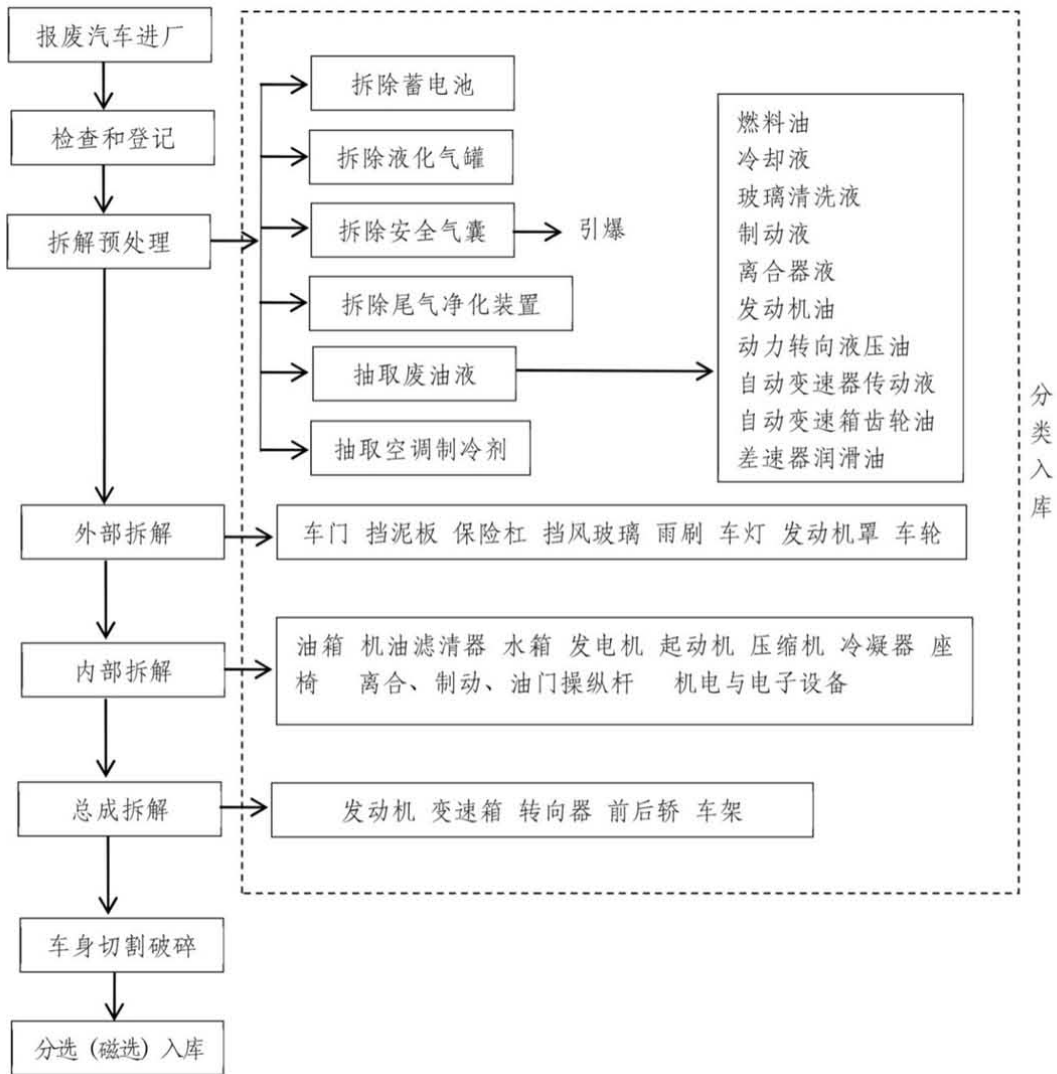 报废汽车进厂
检查和登记
拆解预处理
拆除蓄电池
拆除液化气罐
拆除安全气囊
引爆
拆除尾气净化装置
抽取废油液
抽取空调制冷剂
燃料油
冷却液
玻璃清洗液
制动液
离合器液
发动机油
动力转向液压油
自动变速器传动液
自动变速箱齿轮油
差速器润滑油
外部拆解
车门 挡泥板 保险杠 挡风玻璃 雨刷 车灯 发动机罩 车轮
内部拆解
油箱 机油滤清器 水箱 发电机 起动机 压缩机 冷凝器 座
椅 离合、制动、油门操纵杆 机电与电子设备
总成拆解
发动机 变速箱 转向器 前后轿 车架
车身切割破碎
分选（磁选）入库
分类入库